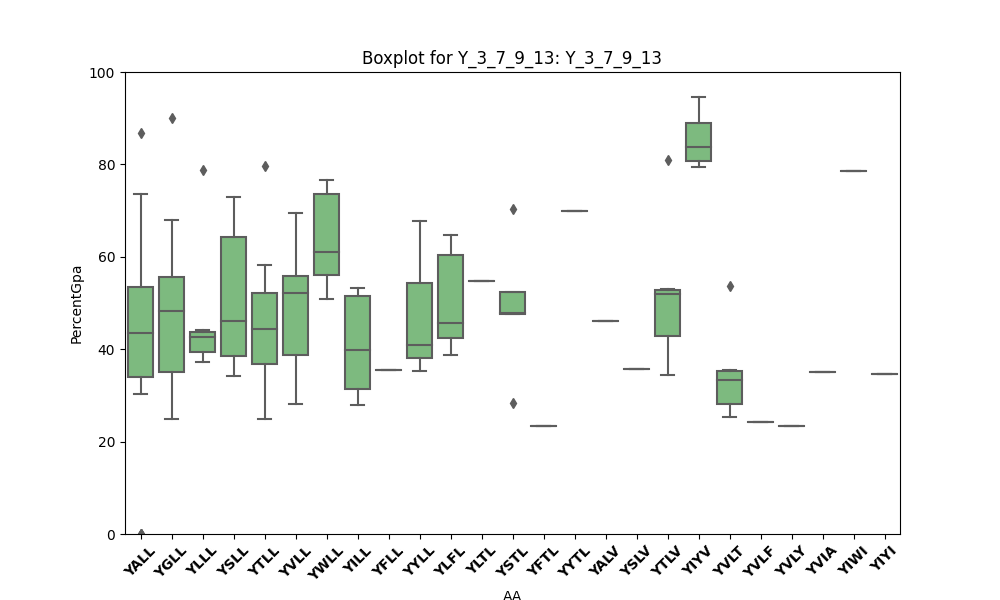 Boxplot for Y_3_7_9_13: Y_3_7_9_13
PercentGpa
100
80
60
40
20
0
YALL YGLL YLLL YSLL YTLL YVLL YWLL YILL YFLL YYLL YLFL YLTL YSTL YFTL YYTL YALV YSLV YTLV YIYV YVLT YVLF YVLY YVIA YIWI YIYI
AA